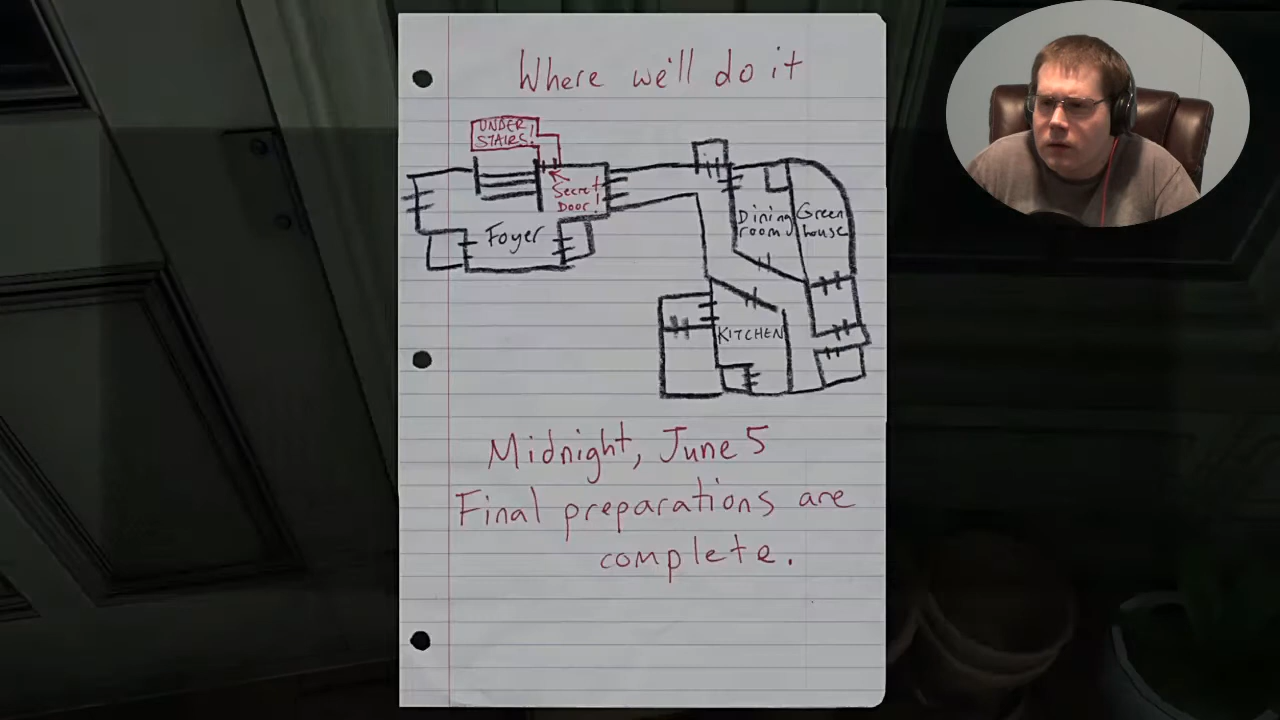 Where we'll do it
UNDER
STAIRS!
Secret
Door!
Foyer
Dining
room
Green
house
KITCHEN
Midnight, June 5
Final preparations are
complete.